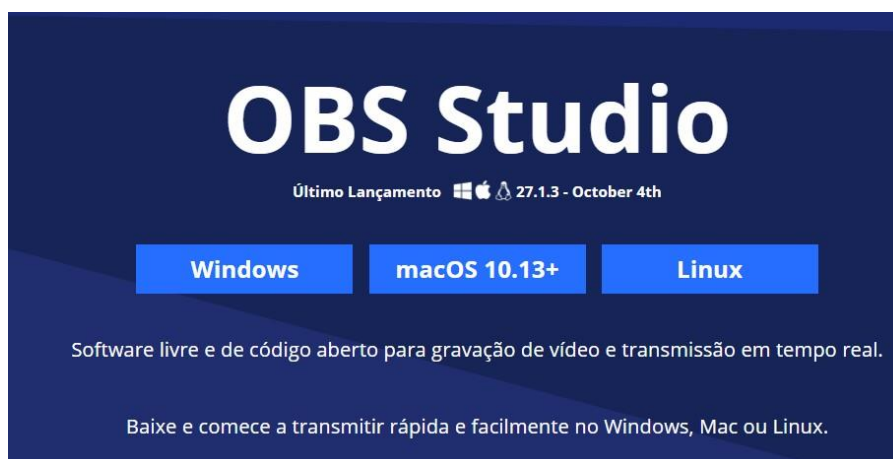 OBS Studio
Último Lançamento 27.1.3 - October 4th
Windows macOS 10.13+ Linux
Software livre e de código aberto para gravação de vídeo e transmissão em tempo real.
Baixe e comece a transmitir rápida e facilmente no Windows, Mac ou Linux.